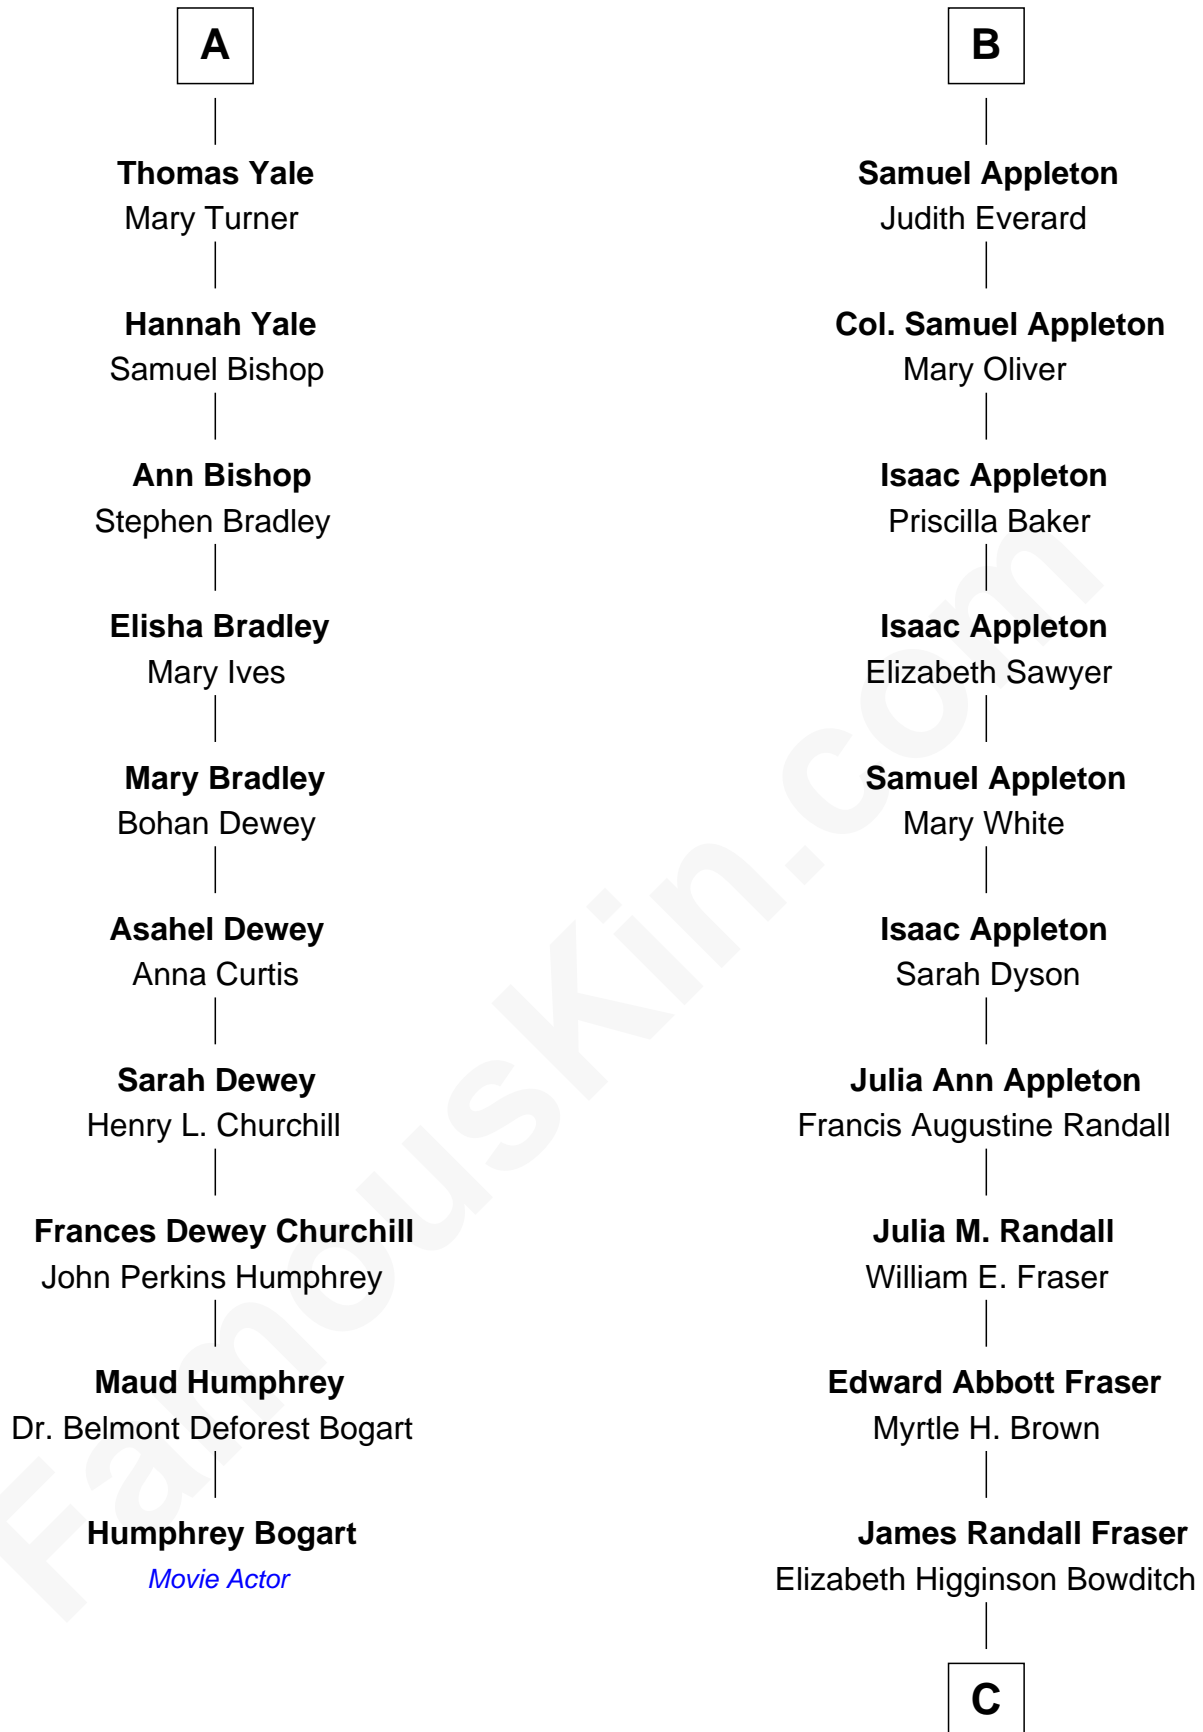 A
Thomas Yale
Mary Turner
Hannah Yale
Samuel Bishop
Ann Bishop
Stephen Bradley
Elisha Bradley
Mary Ives
Mary Bradley
Bohan Dewey
Asahel Dewey
Anna Curtis
Sarah Dewey
Henry L. Churchill
Frances Dewey Churchill
John Perkins Humphrey
Maud Humphrey
Dr. Belmont Deforest Bogart
Humphrey Bogart
Movie Actor
B
Samuel Appleton
Judith Everard
Col. Samuel Appleton
Mary Oliver
Isaac Appleton
Priscilla Baker
Isaac Appleton
Elizabeth Sawyer
Samuel Appleton
Mary White
Isaac Appleton
Sarah Dyson
Julia Ann Appleton
Francis Augustine Randall
Julia M. Randall
William E. Fraser
Edward Abbott Fraser
Myrtle H. Brown
James Randall Fraser
Elizabeth Higginson Bowditch
C
FamousKin.com